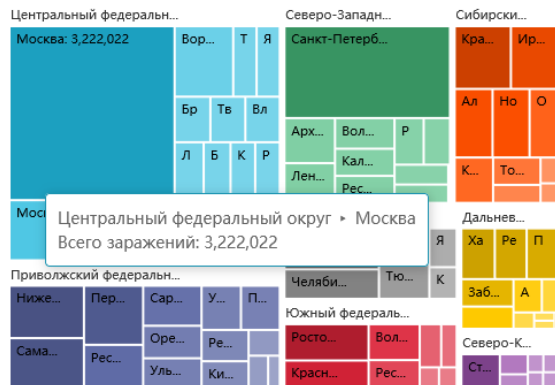 Центральный федеральн...
Москва: 3,222,022
Вор...
Т
Я
Бр
Тв
Вл
Л
Б
К
Р
Моск
Северо-Западн...
Санкт-Петерб...
Арх...
Вол...
Р
Кал...
Лен...
Рес...
Сибирски...
Кра...
Ир...
Ал
Но
О
К...
То...
Центральный федеральный округ ‣ Москва
Всего заражений: 3,222,022
Я
Челяби...
Тю...
К
Дальнев...
Ха
Ре
П
Заб...
А
Приволжский федеральн...
Ниже...
Пер...
Сар...
У...
П...
Оре...
Ре...
Сама...
Рес...
Уль...
Ки...
Южный федераль...
Росто...
Вол...
Красн...
Рес...
Северо-К...
Ст...